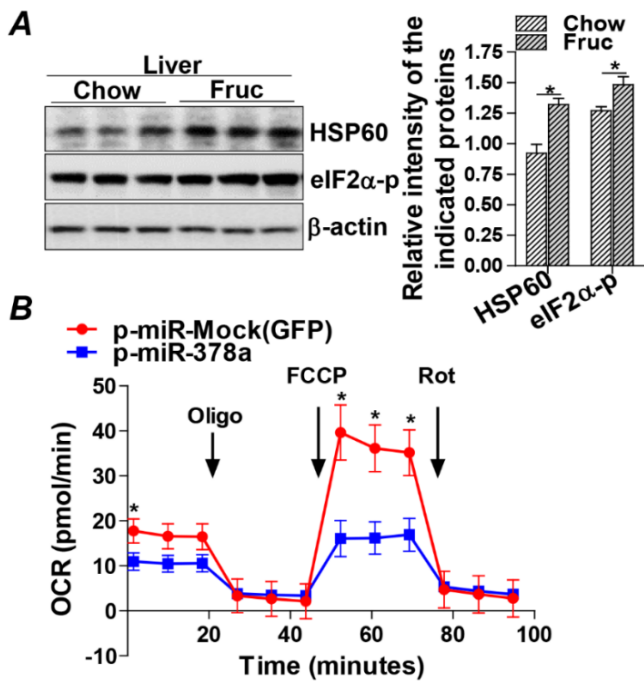 A
Liver
Chow Fruc
HSP60
eIF2α-p
β-actin
Relative intensity of the
indicated proteins
1.75
1.50
1.25
1.00
0.75
0.50
0.25
0.00
Chow
Fruc
* *
HSP60
eIF2α-p
B
p-miR-Mock(GFP)
p-miR-378a
OCR (pmol/min)
50
40
30
20
10
0
-10
Oligo
FCCP
Rot
* * * *
20 40 60 80 100
Time (minutes)